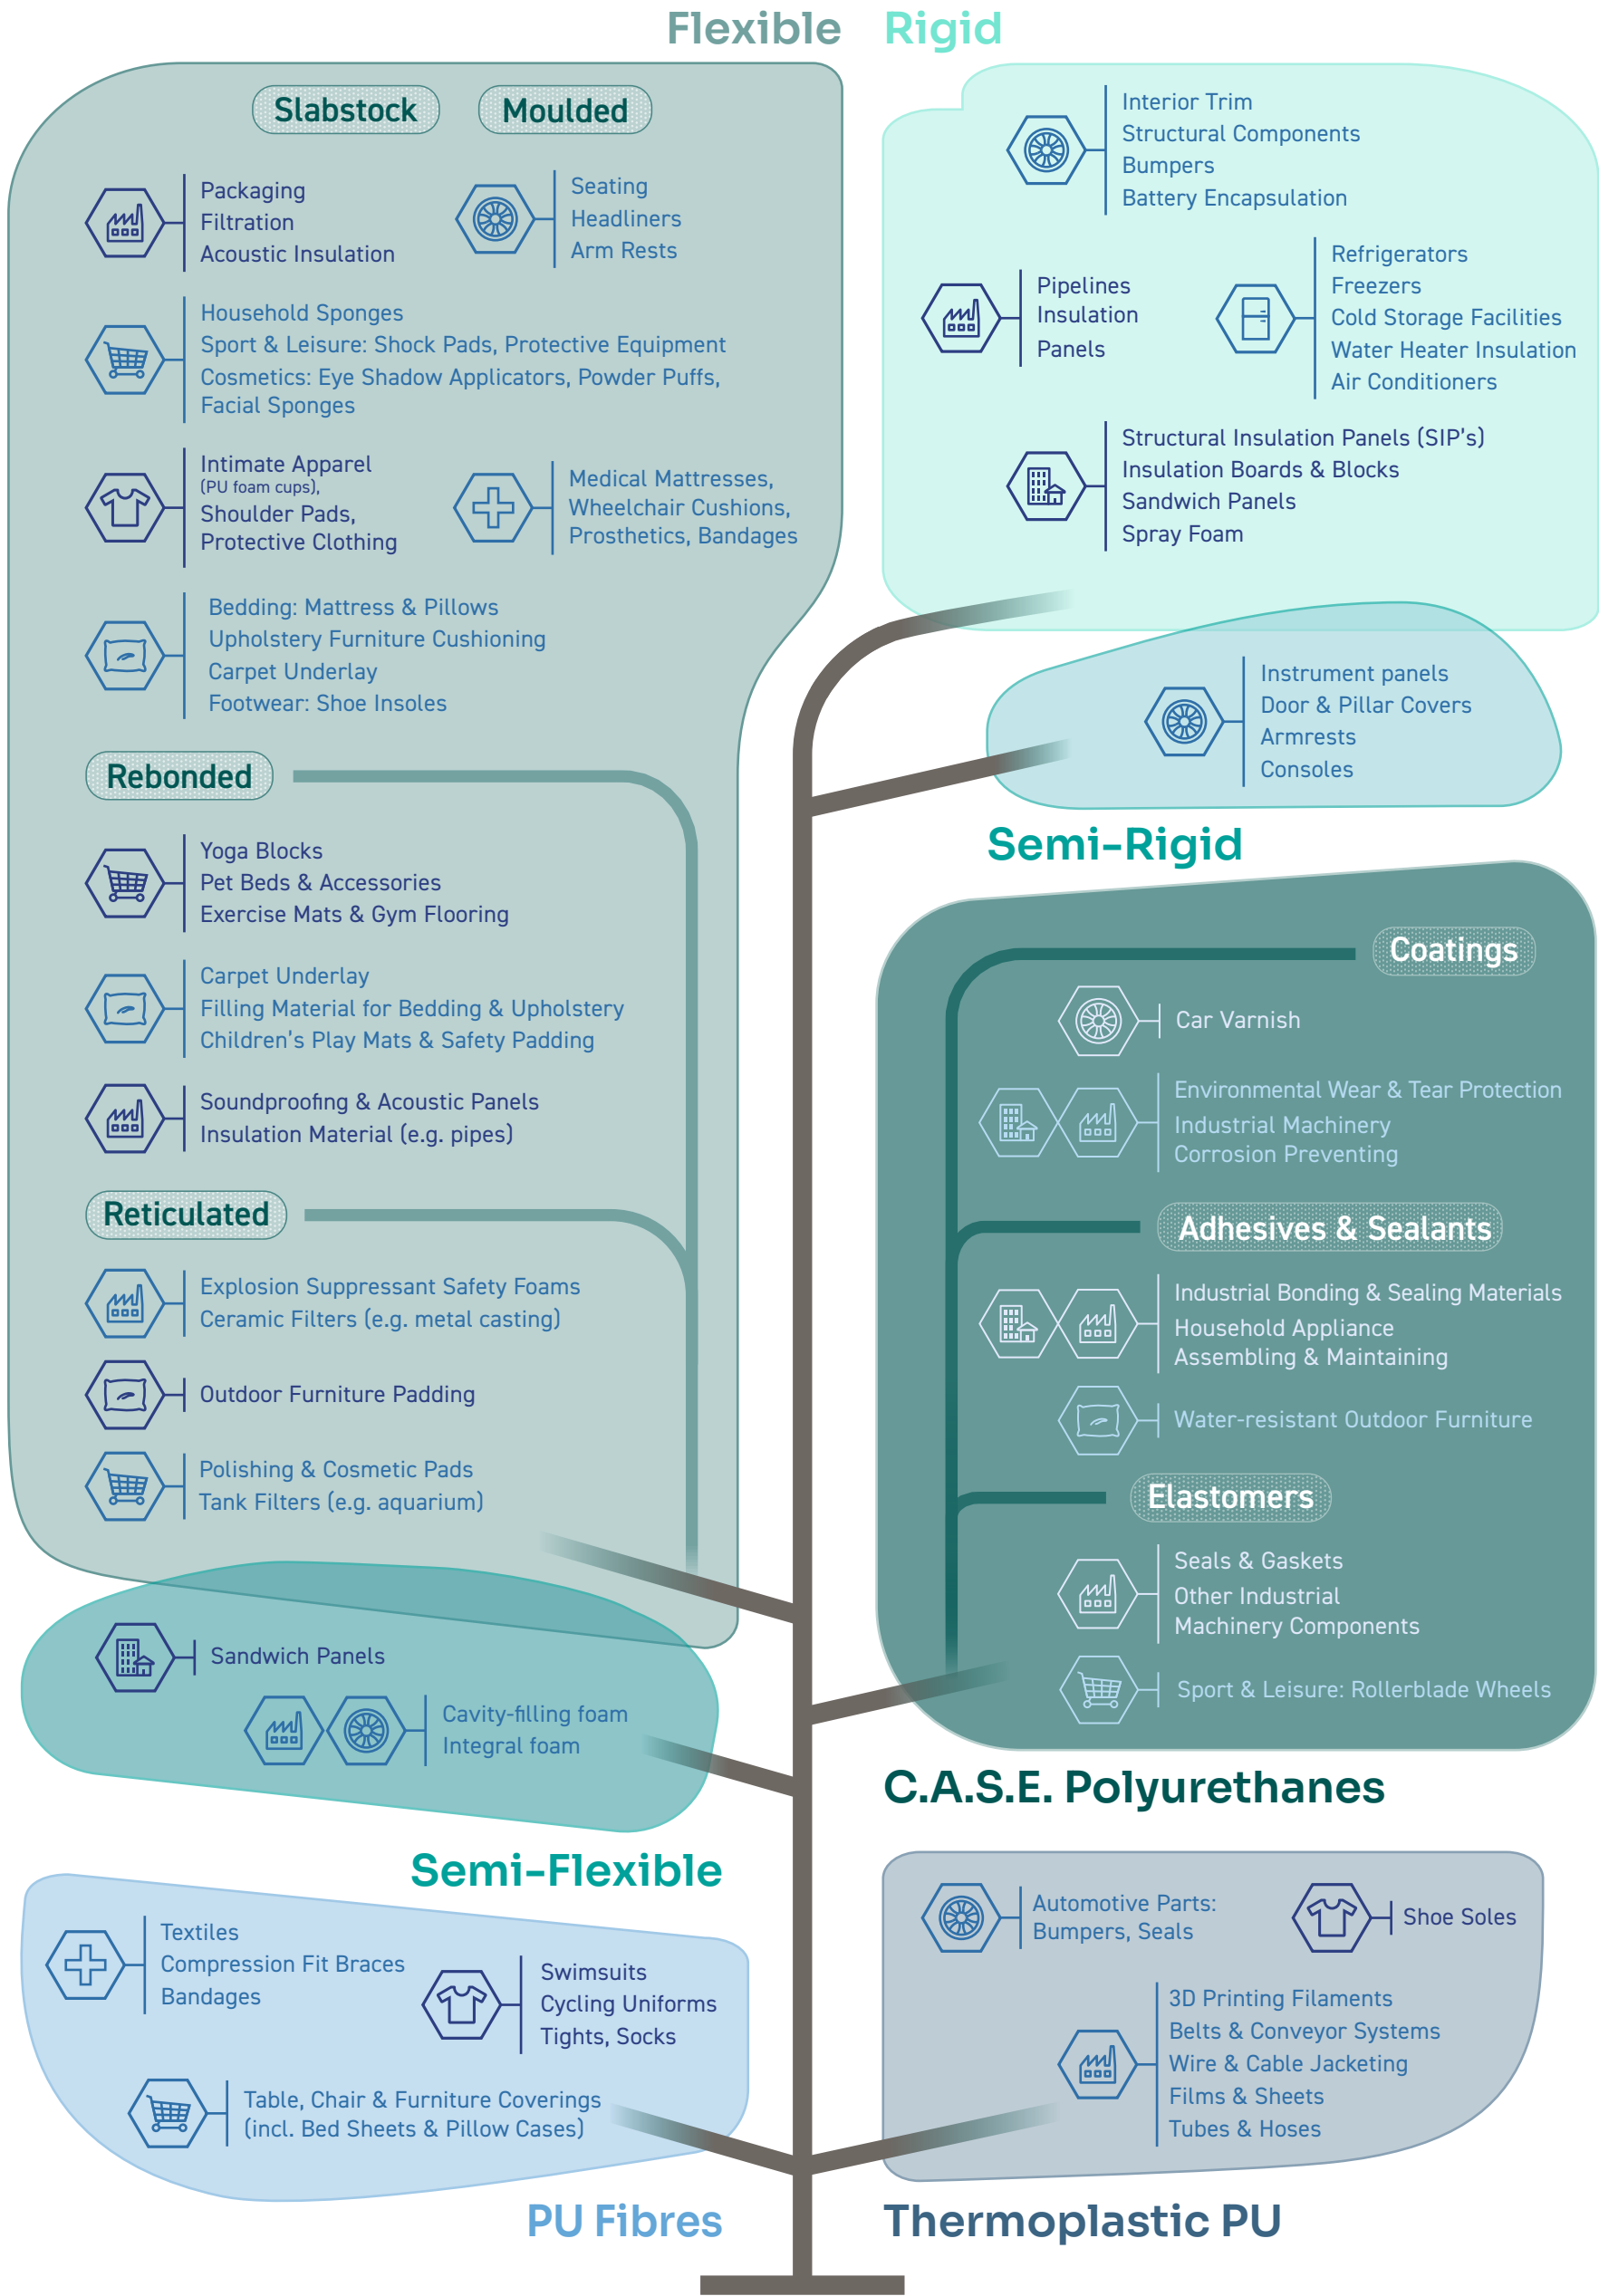 Flexible
Slabstock
Moulded
Packaging
Filtration
Acoustic Insulation
Seating
Headliners
Arm Rests
Household Sponges
Sport & Leisure: Shock Pads, Protective Equipment
Cosmetics: Eye Shadow Applicators, Powder Puffs,
Facial Sponges
Intimate Apparel
(PU foam cups),
Shoulder Pads,
Protective Clothing
Medical Mattresses,
Wheelchair Cushions,
Prosthetics, Bandages
Bedding: Mattress & Pillows
Upholstery Furniture Cushioning
Carpet Underlay
Footwear: Shoe Insoles
Rebonded
Yoga Blocks
Pet Beds & Accessories
Exercise Mats & Gym Flooring
Carpet Underlay
Filling Material for Bedding & Upholstery
Children's Play Mats & Safety Padding
Soundproofing & Acoustic Panels
Insulation Material (e.g. pipes)
Reticulated
Explosion Suppressant Safety Foams
Ceramic Filters (e.g. metal casting)
Outdoor Furniture Padding
Polishing & Cosmetic Pads
Tank Filters (e.g. aquarium)
Sandwich Panels
Cavity-filling foam
Integral foam
Semi-Flexible
Textiles
Compression Fit Braces
Bandages
Swimsuits
Cycling Uniforms
Tights, Socks
Table, Chair & Furniture Coverings
(incl. Bed Sheets & Pillow Cases)
PU Fibres
Rigid
Interior Trim
Structural Components
Bumpers
Battery Encapsulation
Pipelines
Insulation
Panels
Refrigerators
Freezers
Cold Storage Facilities
Water Heater Insulation
Air Conditioners
Structural Insulation Panels (SIP's)
Insulation Boards & Blocks
Sandwich Panels
Spray Foam
Instrument panels
Door & Pillar Covers
Armrests
Consoles
Semi-Rigid
Coatings
Car Varnish
Environmental Wear & Tear Protection
Industrial Machinery
Corrosion Preventing
Adhesives & Sealants
Industrial Bonding & Sealing Materials
Household Appliance
Assembling & Maintaining
Water-resistant Outdoor Furniture
Elastomers
Seals & Gaskets
Other Industrial
Machinery Components
Sport & Leisure: Rollerblade Wheels
C.A.S.E. Polyurethanes
Automotive Parts:
Bumpers, Seals
Shoe Soles
3D Printing Filaments
Belts & Conveyor Systems
Wire & Cable Jacketing
Films & Sheets
Tubes & Hoses
Thermoplastic PU